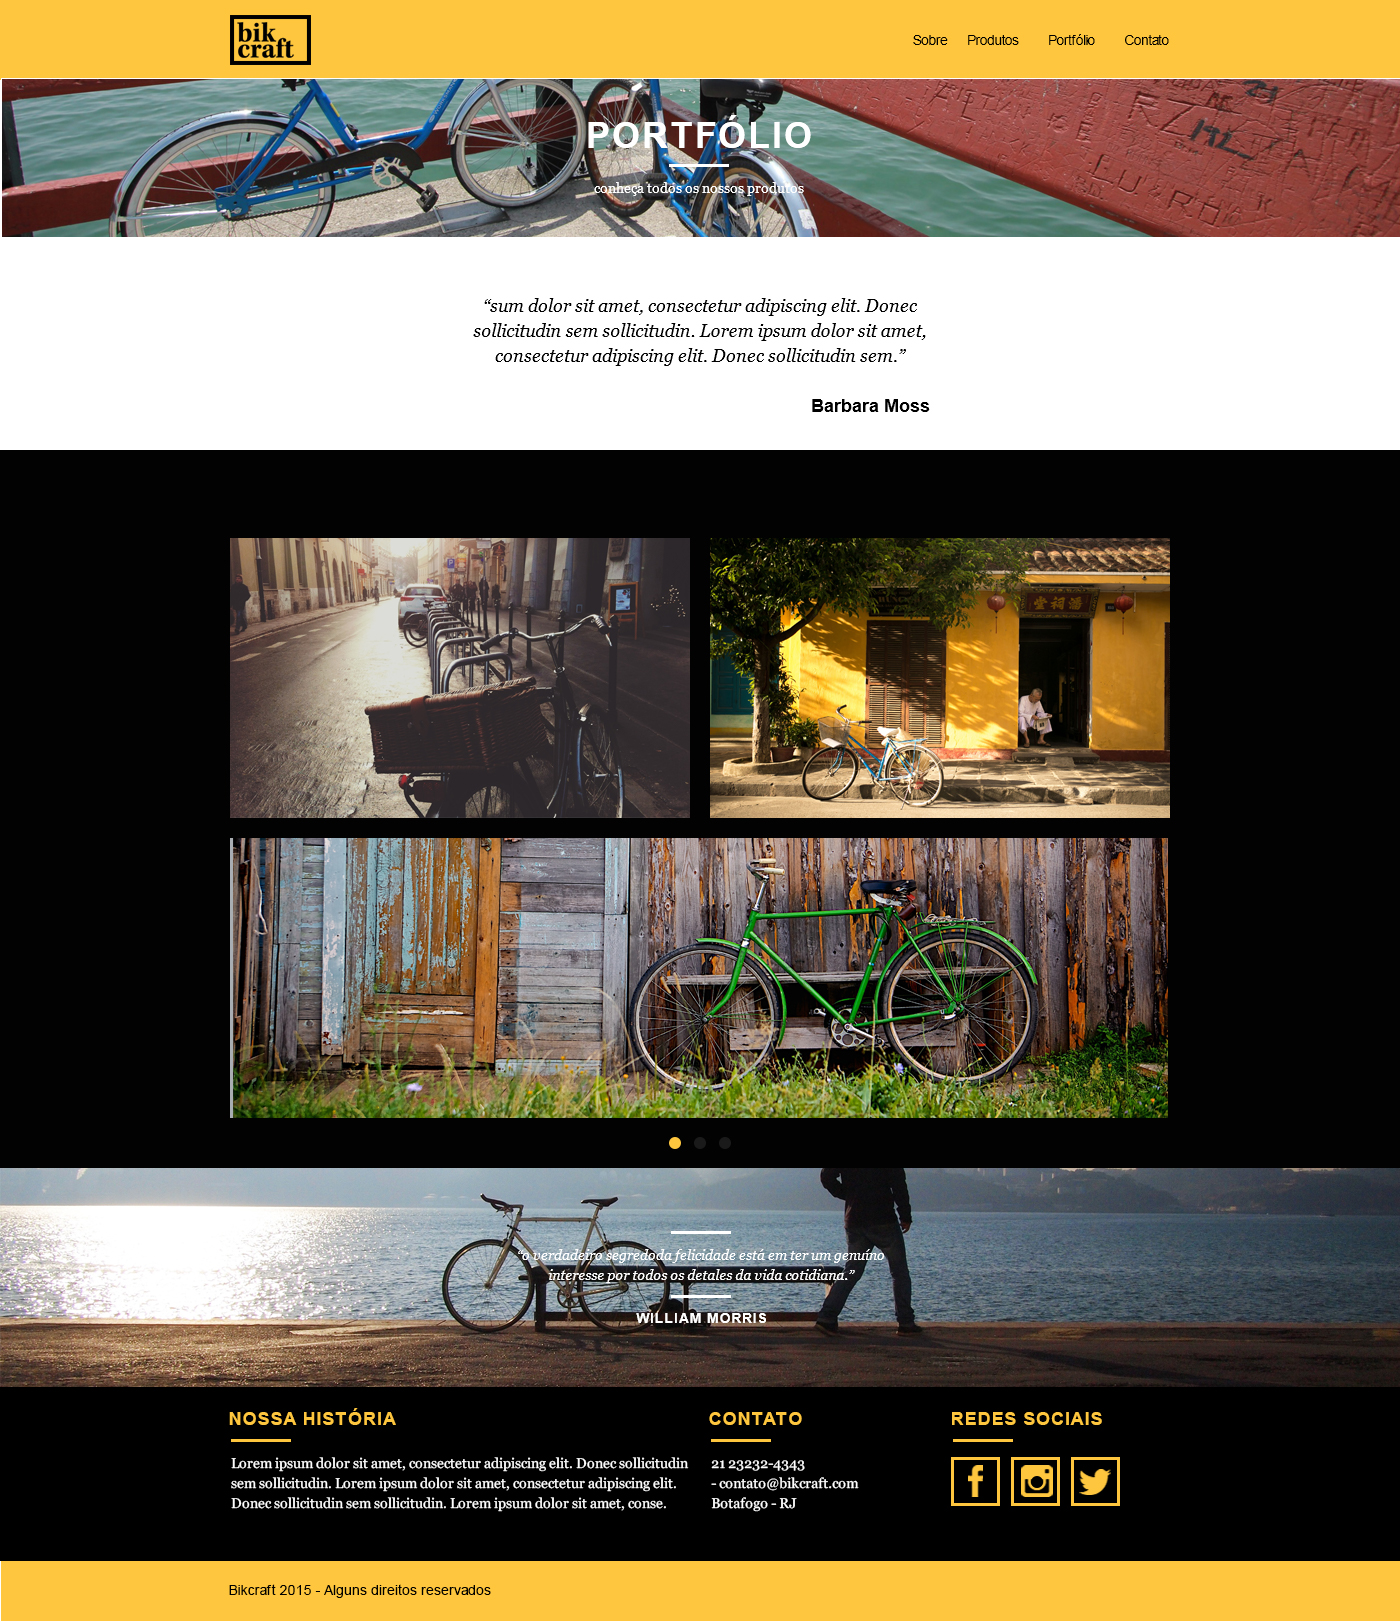 bik
craft
Sobre Produtos Portfólio Contato
PORTFÓLIO
conheça todos os nossos produtos
“sum dolor sit amet, consectetur adipiscing elit. Donec
sollicitudin sem sollicitudin. Lorem ipsum dolor sit amet,
consectetur adipiscing elit. Donec sollicitudin sem.”
Barbara Moss
“o verdadeiro segredoda felicidade está em ter um genuíno
interesse por todos os detales da vida cotidiana.”
WILLIAM MORRIS
NOSSA HISTÓRIA
Lorem ipsum dolor sit amet, consectetur adipiscing elit. Donec sollicitudin
sem sollicitudin. Lorem ipsum dolor sit amet, consectetur adipiscing elit.
Donec sollicitudin sem sollicitudin. Lorem ipsum dolor sit amet, conse.
CONTATO
21 23232-4343
- contato@bikcraft.com
Botafogo - RJ
REDES SOCIAIS
Bikcraft 2015 - Alguns direitos reservados